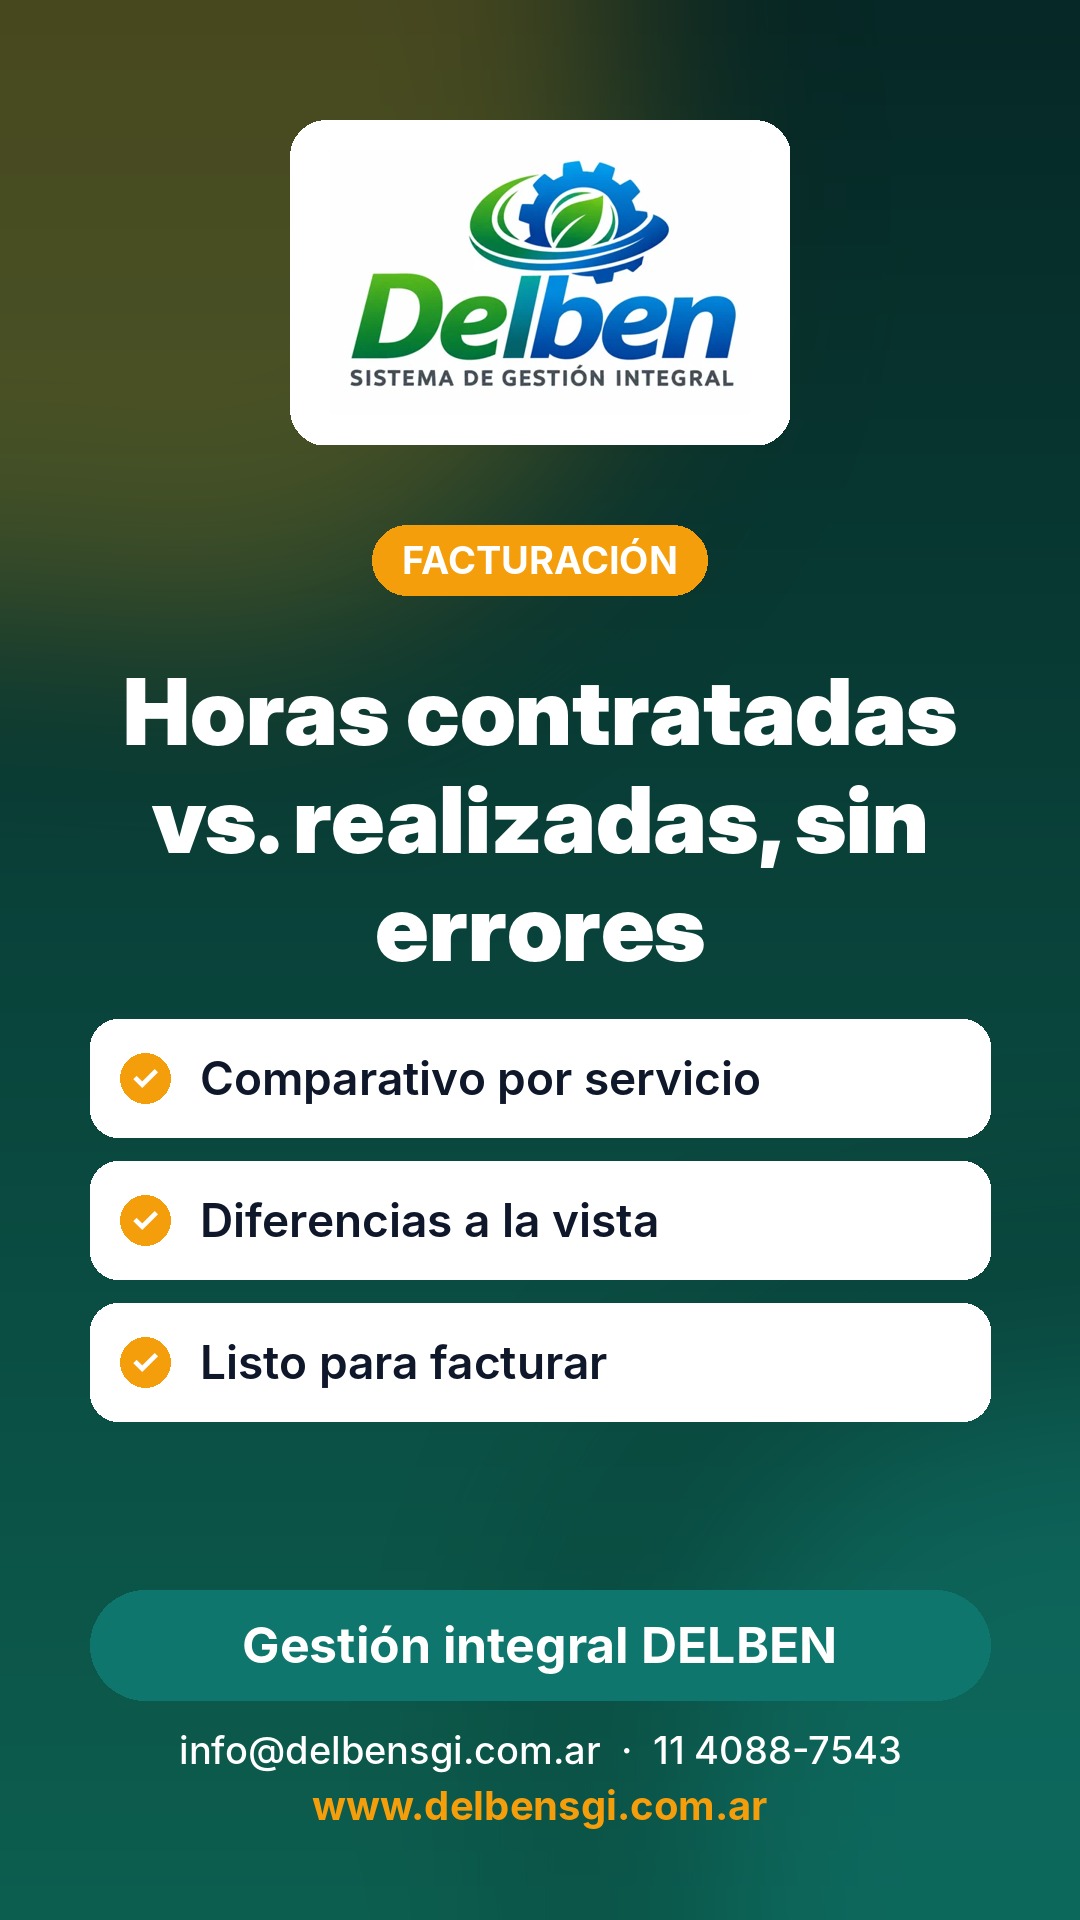 Delben
SISTEMA DE GESTIÓN INTEGRAL
FACTURACIÓN
Horas contratadas
vs. realizadas, sin
errores
Comparativo por servicio
Diferencias a la vista
Listo para facturar
Gestión integral DELBEN
info@delbensgi.com.ar · 11 4088-7543
www.delbensgi.com.ar